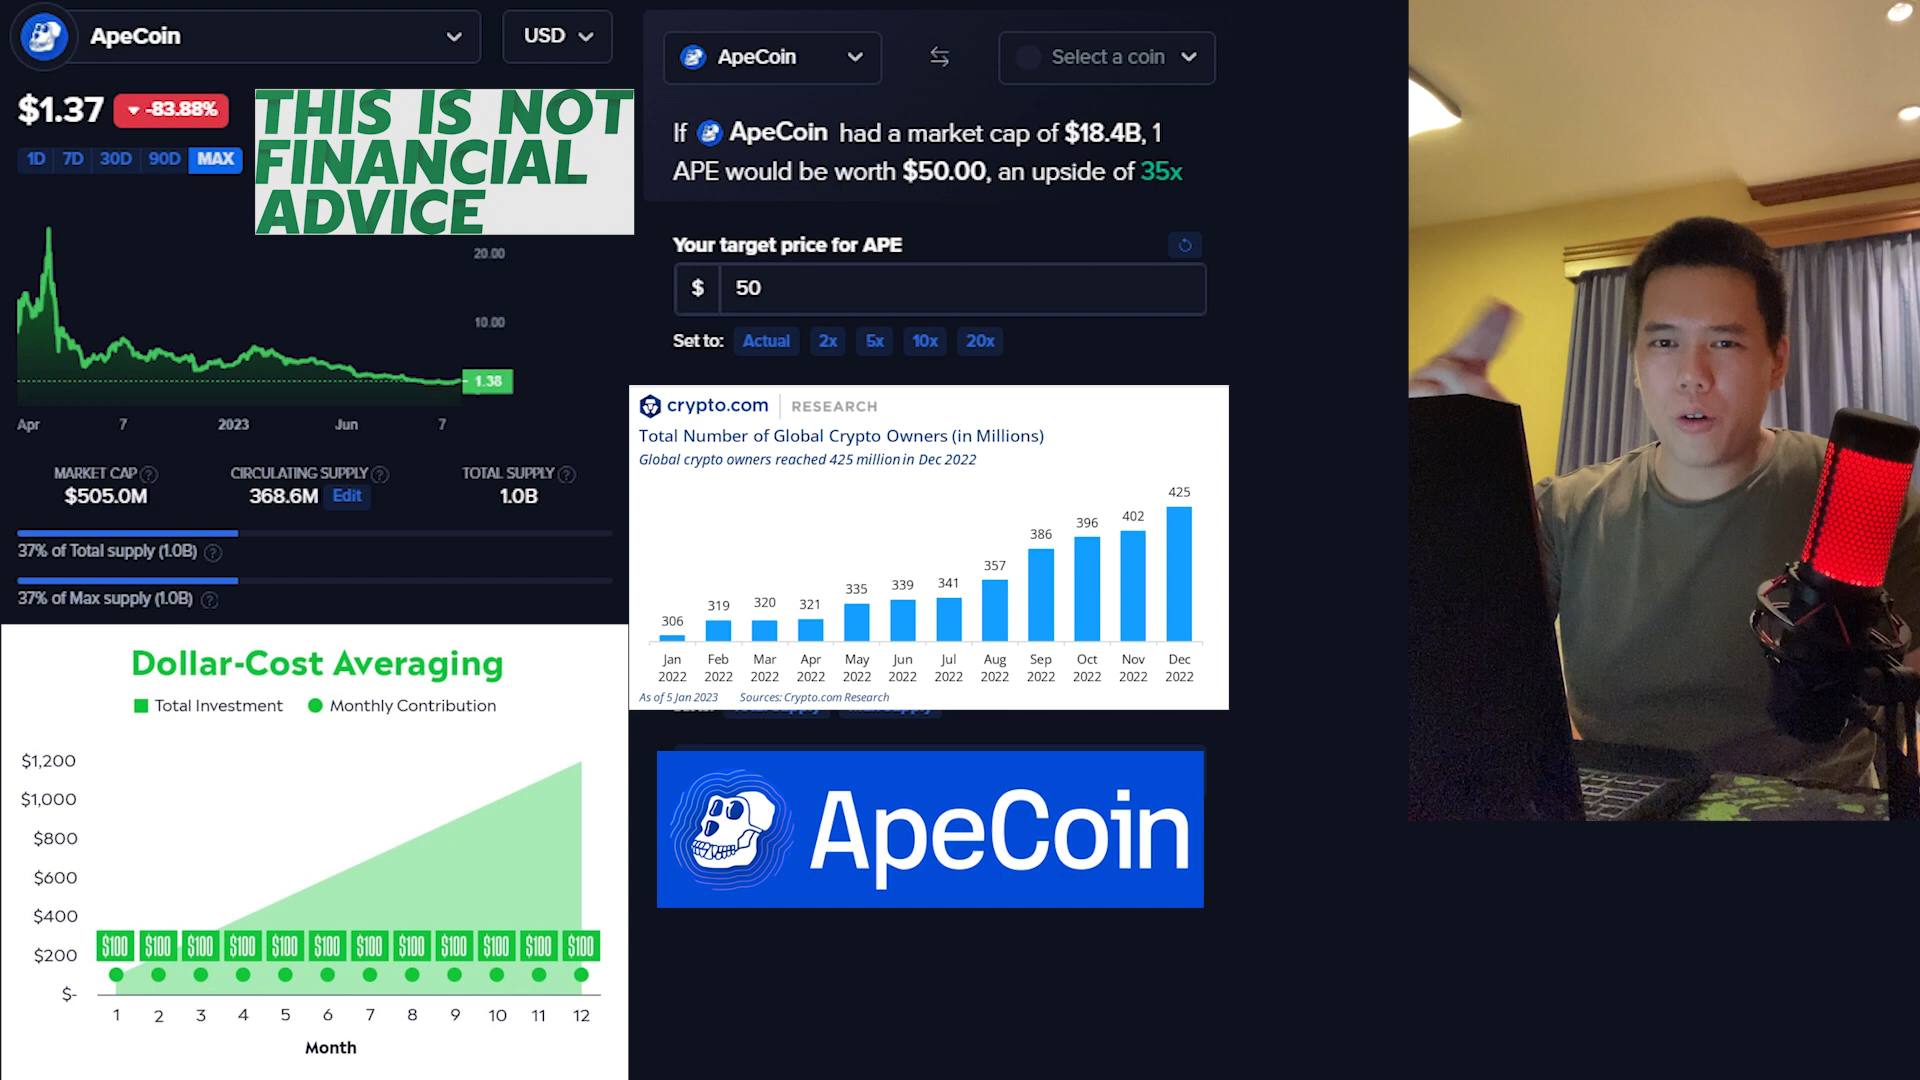 ApeCoin
USD
$1.37
-83.88%
1D 7D 30D 90D MAX
THIS IS NOT
FINANCIAL
ADVICE
20.00
10.00
1.38
Apr 7 2023 Jun 7
MARKET CAP ? CIRCULATING SUPPLY ? TOTAL SUPPLY ?
$505.0M 368.6M Edit 1.0B
37% of Total supply (1.0B) ?
37% of Max supply (1.0B) ?
Dollar-Cost Averaging
Total Investment Monthly Contribution
$1,200
$1,000
$800
$600
$400
$200
$-
$100 $100 $100 $100 $100 $100 $100 $100 $100 $100 $100 $100
1 2 3 4 5 6 7 8 9 10 11 12
Month
ApeCoin
Select a coin
If ApeCoin had a market cap of $18.4B, 1
APE would be worth $50.00, an upside of 35x
Your target price for APE
$ 50
Set to: Actual 2x 5x 10x 20x
crypto.com RESEARCH
Total Number of Global Crypto Owners (in Millions)
Global crypto owners reached 425 million in Dec 2022
306 319 320 321 335 339 341 357 386 396 402 425
Jan Feb Mar Apr May Jun Jul Aug Sep Oct Nov Dec
2022 2022 2022 2022 2022 2022 2022 2022 2022 2022 2022 2022
As of 5 Jan 2023 Sources: Crypto.com Research
ApeCoin